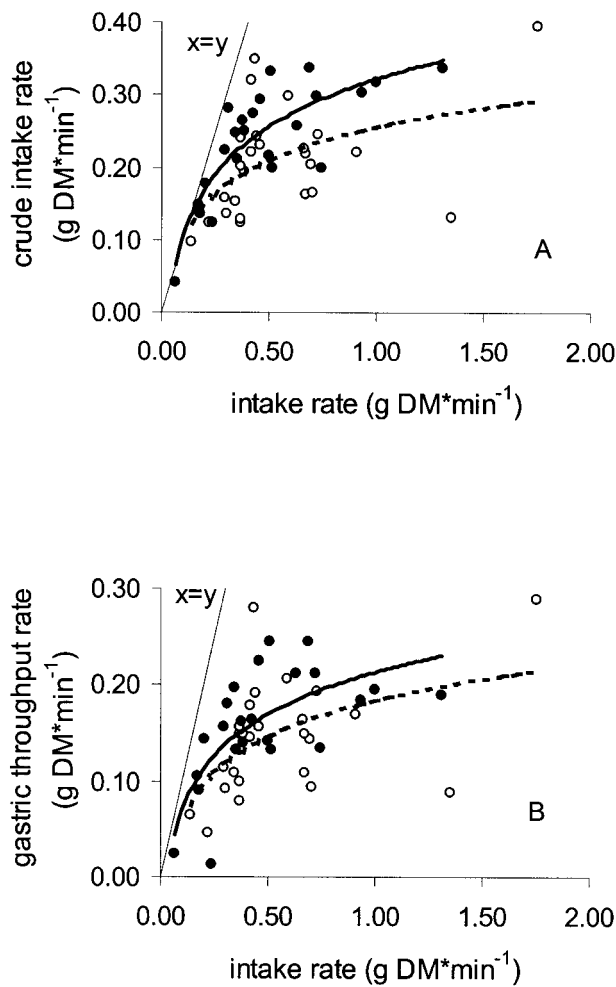 x=y
crude intake rate
(g DM*min⁻¹)
0.40
0.30
0.20
0.10
0.00
A
0.00 0.50 1.00 1.50 2.00
intake rate (g DM*min⁻¹)
x=y
gastric throughput rate
(g DM*min⁻¹)
0.30
0.20
0.10
0.00
B
0.00 0.50 1.00 1.50 2.00
intake rate (g DM*min⁻¹)